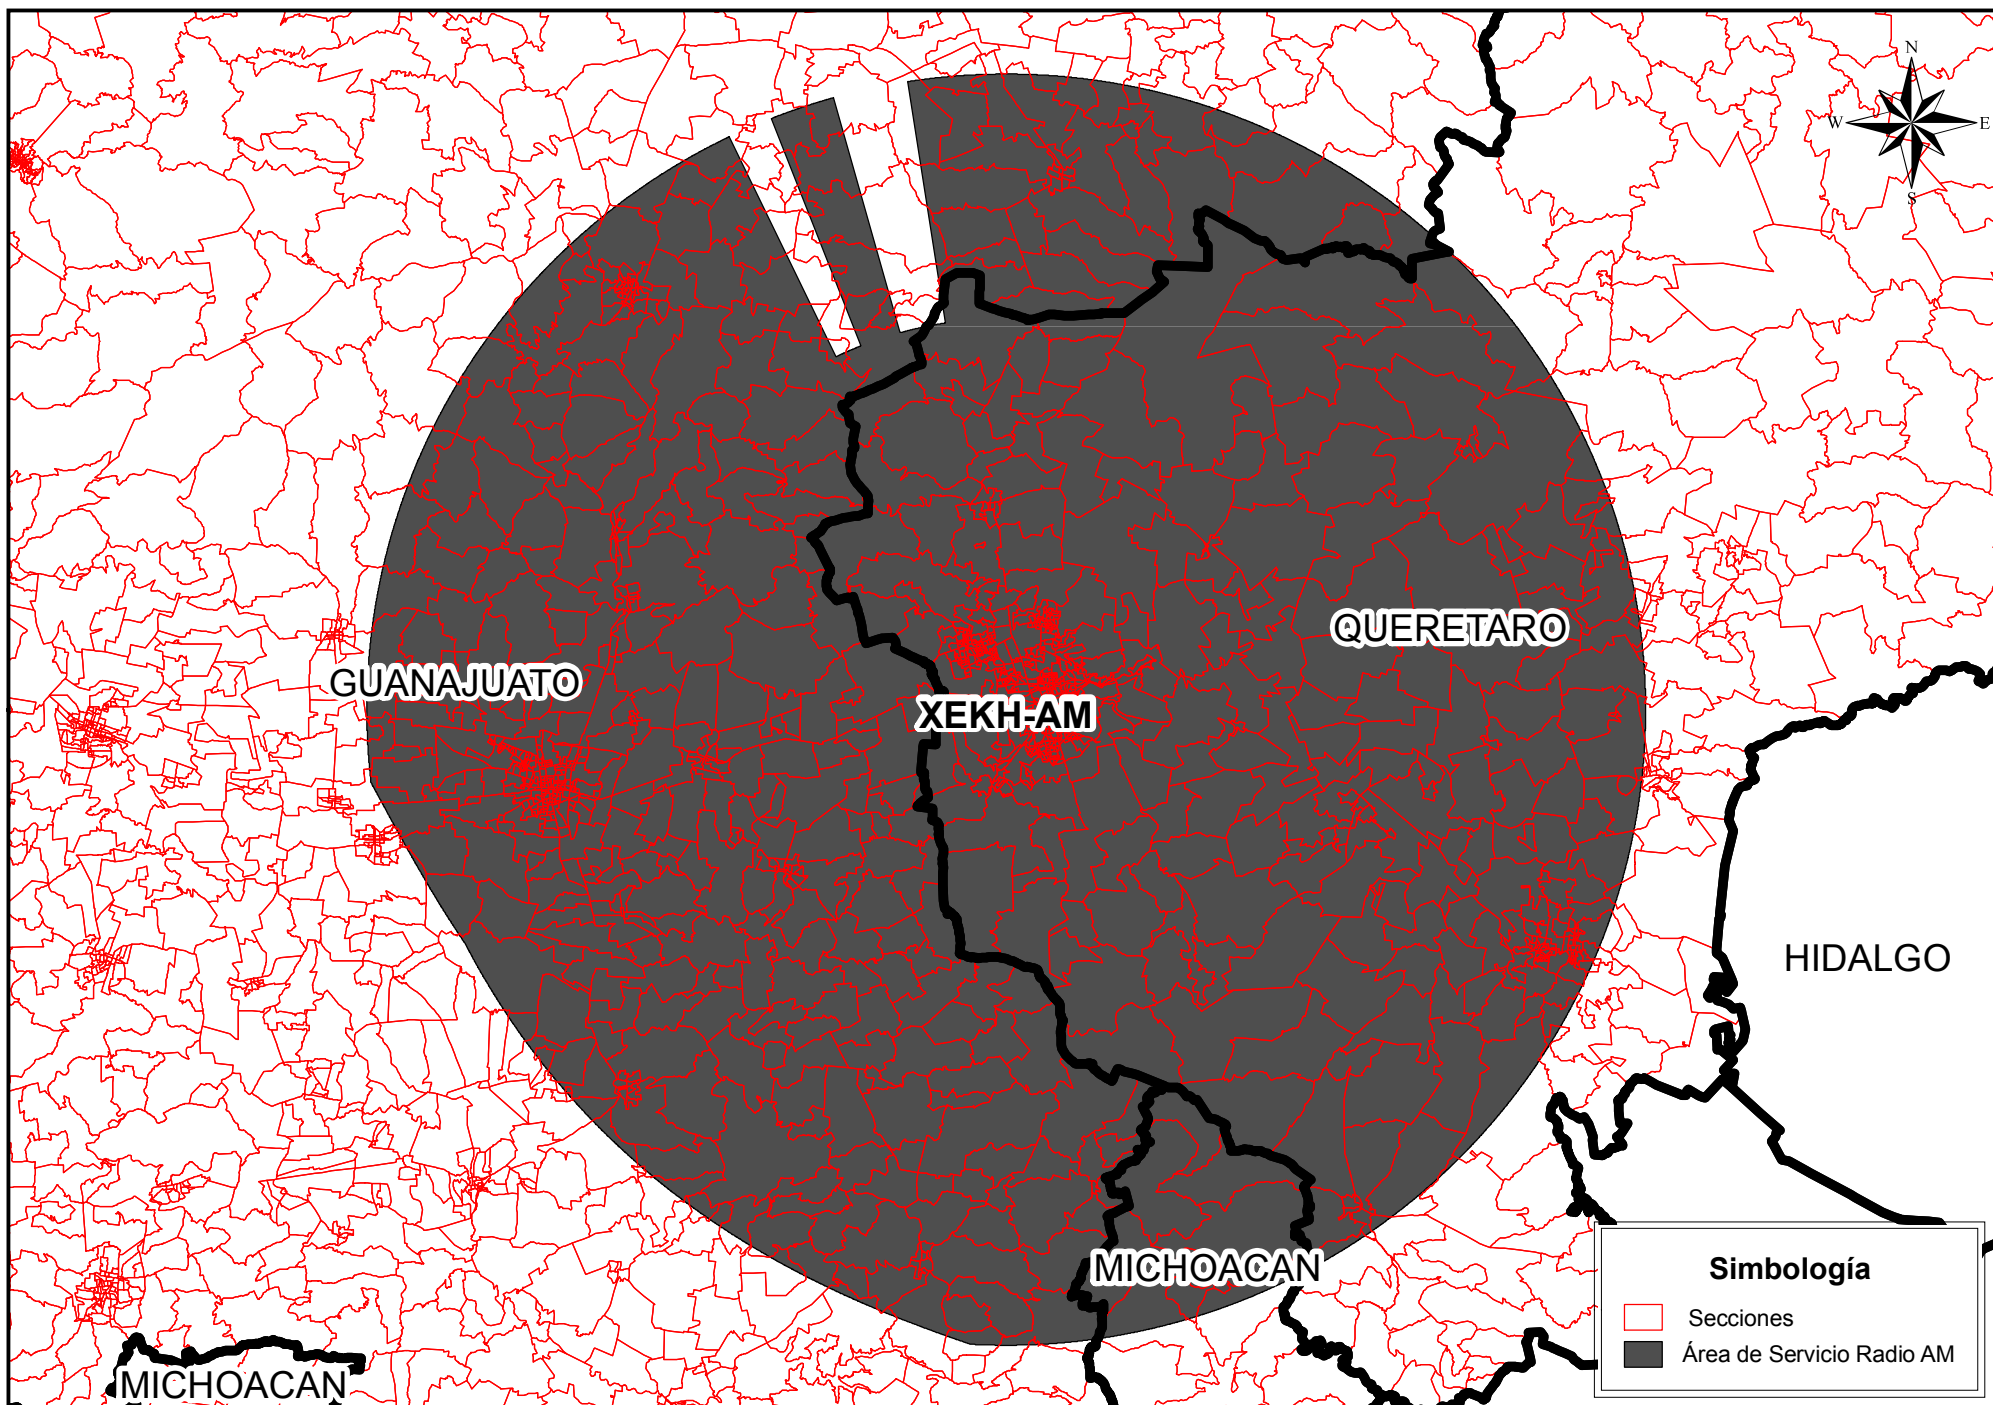 N
W E
S
QUERETARO
GUANAJUATO
XEKH-AM
HIDALGO
MICHOACAN
MICHOACAN
Simbología
Secciones
Área de Servicio Radio AM